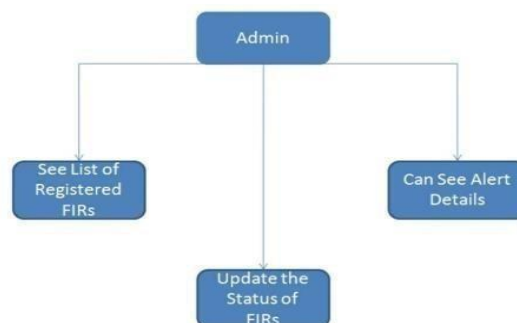 Admin
See List of
Registered
FIRs
Can See Alert
Details
Update the
Status of
FIRs